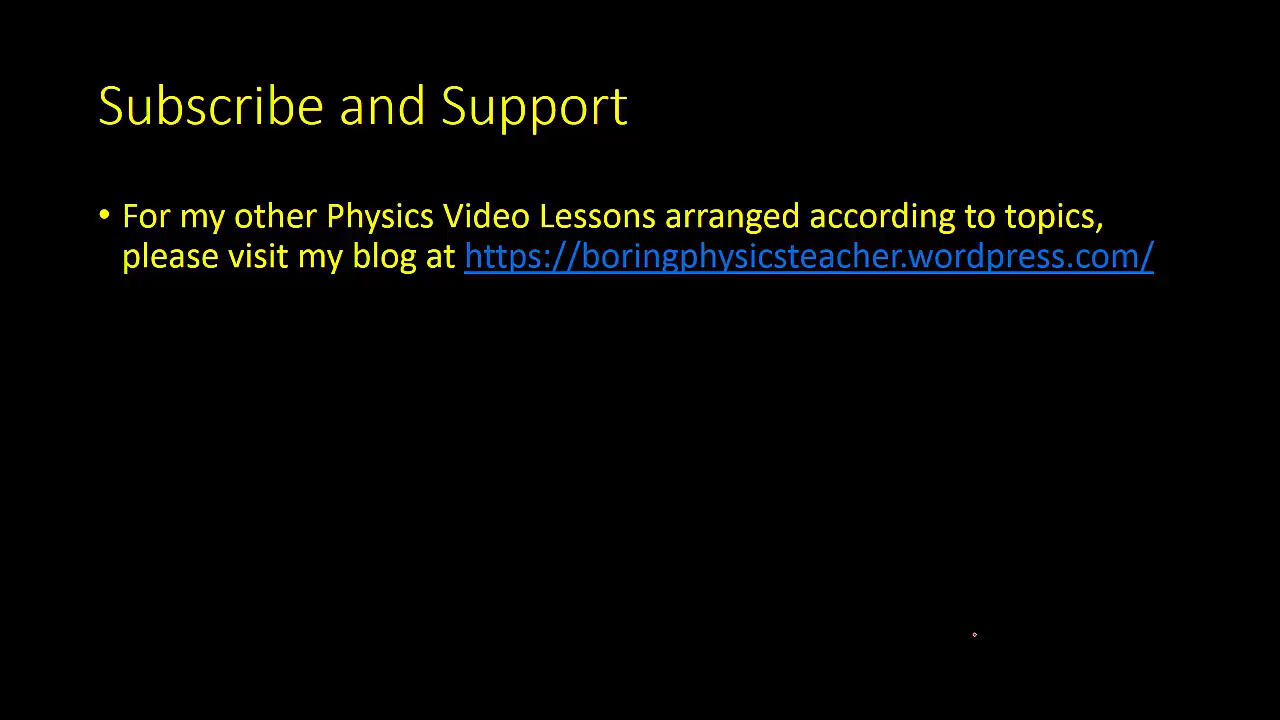 Subscribe and Support
• For my other Physics Video Lessons arranged according to topics,
please visit my blog at https://boringphysicsteacher.wordpress.com/